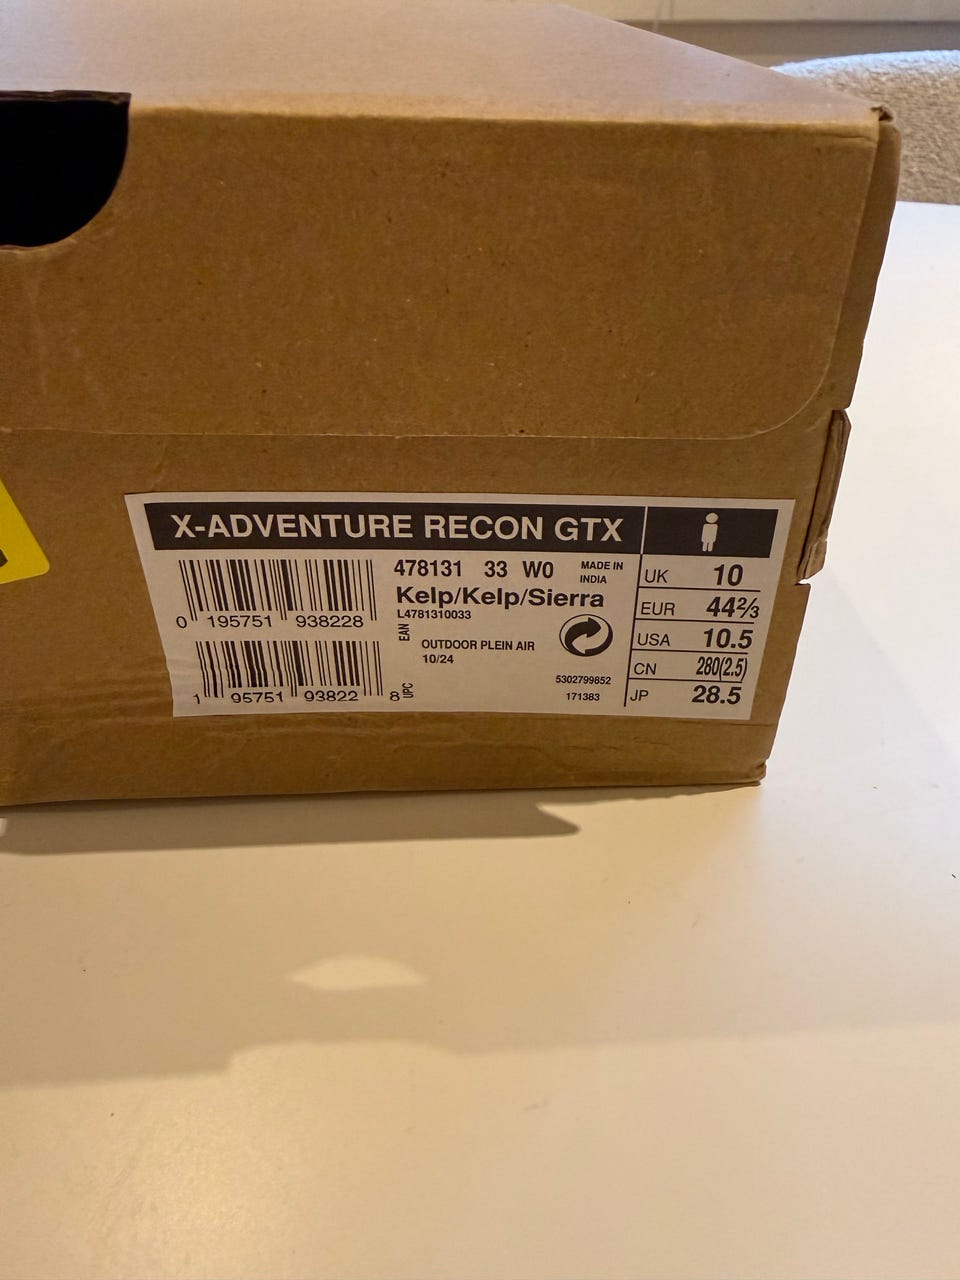 X-ADVENTURE RECON GTX
478131 33 W0 MADE IN INDIA
Kelp/Kelp/Sierra
L4781310033
0 195751 938228
EAN
OUTDOOR PLEIN AIR
10/24
5302799852
171383
1 95751 93822 8
UPC
UK 10
EUR 44⅔
USA 10.5
CN 280(2.5)
JP 28.5